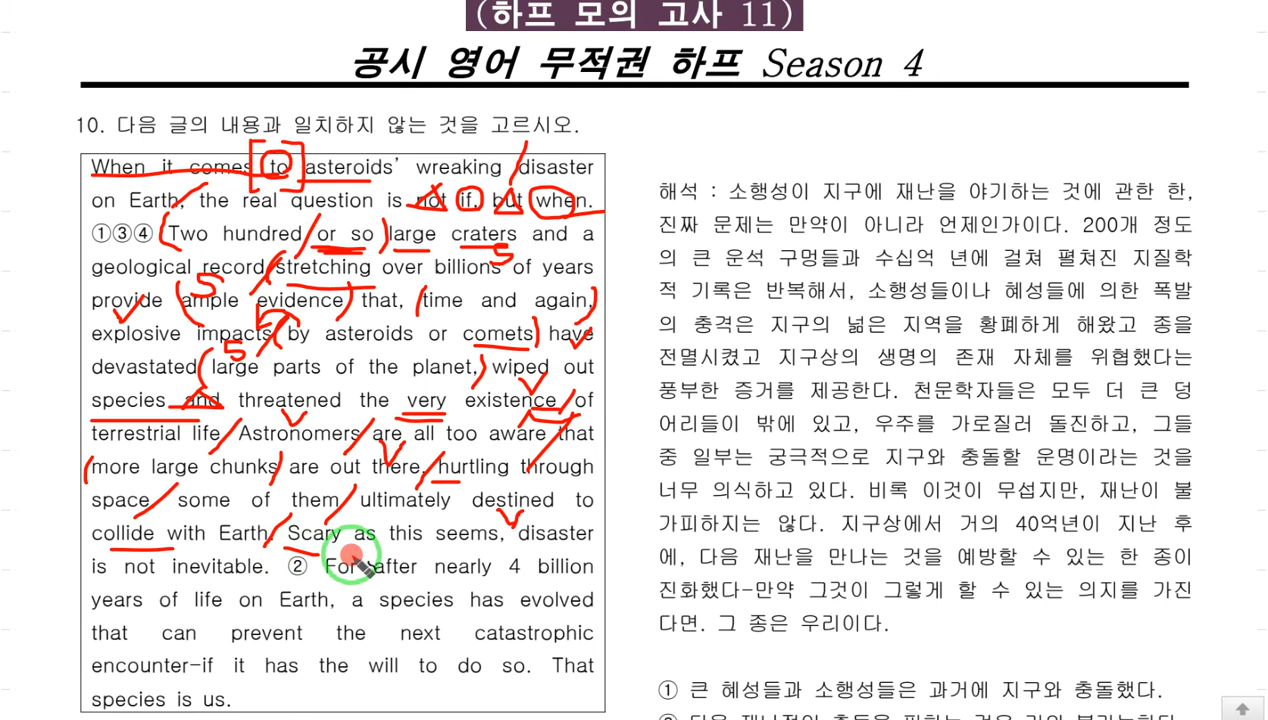 (하프 모의 고사 11)
공시 영어 무적권 하프 Season 4
10. 다음 글의 내용과 일치하지 않는 것을 고르시오.
When it comes to asteroids' wreaking disaster
on Earth, the real question is not if, but when.
①③④ Two hundred or so large craters and a
geological record stretching over billions of years
provide ample evidence that, time and again,
explosive impacts by asteroids or comets have
devastated large parts of the planet, wiped out
species and threatened the very existence of
terrestrial life. Astronomers are all too aware that
more large chunks are out there, hurtling through
space, some of them ultimately destined to
collide with Earth. Scary as this seems, disaster
is not inevitable. ② For after nearly 4 billion
years of life on Earth, a species has evolved
that can prevent the next catastrophic
encounter-if it has the will to do so. That
species is us.
해석 : 소행성이 지구에 재난을 야기하는 것에 관한 한,
진짜 문제는 만약이 아니라 언제인가이다. 200개 정도
의 큰 운석 구멍들과 수십억 년에 걸쳐 펼쳐진 지질학
적 기록은 반복해서, 소행성들이나 혜성들에 의한 폭발
의 충격은 지구의 넓은 지역을 황폐하게 해왔고 종을
전멸시켰고 지구상의 생명의 존재 자체를 위협했다는
풍부한 증거를 제공한다. 천문학자들은 모두 더 큰 덩
어리들이 밖에 있고, 우주를 가로질러 돌진하고, 그들
중 일부는 궁극적으로 지구와 충돌할 운명이라는 것을
너무 의식하고 있다. 비록 이것이 무섭지만, 재난이 불
가피하지는 않다. 지구상에서 거의 40억년이 지난 후
에, 다음 재난을 만나는 것을 예방할 수 있는 한 종이
진화했다-만약 그것이 그렇게 할 수 있는 의지를 가진
다면. 그 종은 우리이다.
① 큰 혜성들과 소행성들은 과거에 지구와 충돌했다.